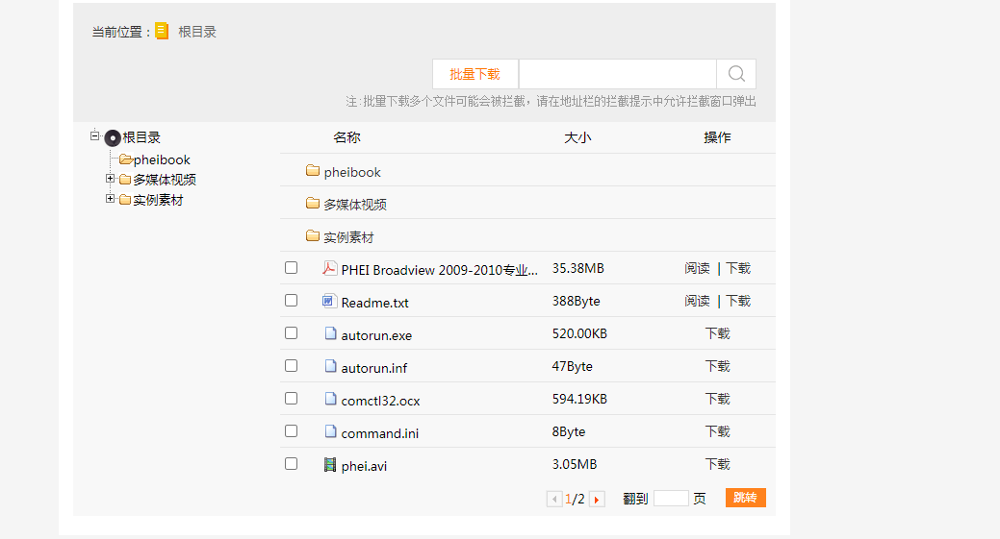 当前位置： 根目录
批量下载
注:批量下载多个文件可能会被拦截，请在地址栏的拦截提示中允许拦截窗口弹出
根目录
pheibook
多媒体视频
实例素材
名称 大小 操作
pheibook
多媒体视频
实例素材
PHEI Broadview 2009-2010专业... 35.38MB 阅读 | 下载
Readme.txt 388Byte 阅读 | 下载
autorun.exe 520.00KB 下载
autorun.inf 47Byte 下载
comctl32.ocx 594.19KB 下载
command.ini 8Byte 下载
phei.avi 3.05MB 下载
1/2 翻到 页 跳转